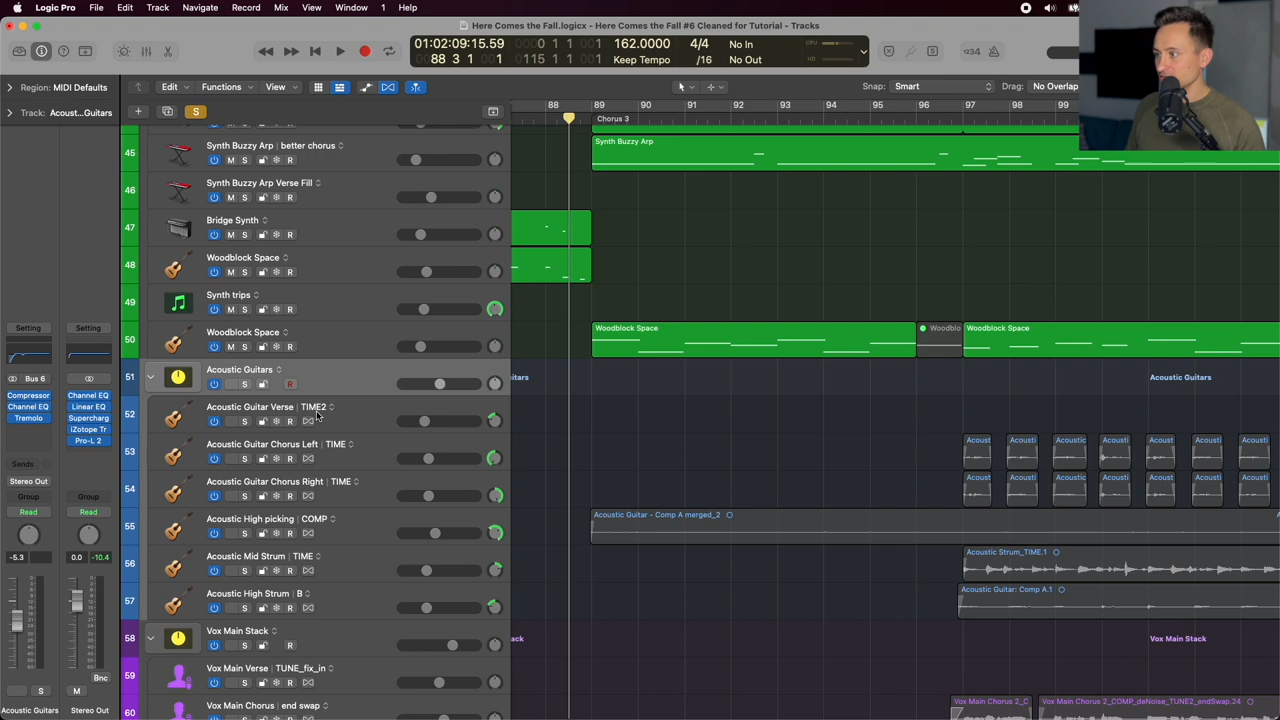 Logic Pro File Edit Track Navigate Record Mix View Window 1 Help
Here Comes the Fall.logicx - Here Comes the Fall #6 Cleaned for Tutorial - Tracks
01:02:09:15.59 0 1 1 001 162.0000 4/4 No In CPU
88 3 1 001 0115 1 1 001 Keep Tempo /16 No Out HD
1234
Region: MIDI Defaults
Edit Functions View Snap: Smart Drag: No Overlap
Track: Acoust...Guitars
S
88 89 90 91 92 93 94 95 96 97 98 99
Chorus 3
45 Synth Buzzy Arp | better chorus
M S R
Synth Buzzy Arp
46 Synth Buzzy Arp Verse Fill
M S R
47 Bridge Synth
M S R
48 Woodblock Space
M S R
49 Synth trips
M S R
50 Woodblock Space
M S R
Woodblock Space Woodblo Woodblock Space
51 Acoustic Guitars
S R
itars Acoustic Guitars
52 Acoustic Guitar Verse | TIME2
S R
53 Acoustic Guitar Chorus Left | TIME
S R
Acoust Acousti Acoustic Acousti Acoust Acousti Acousti
54 Acoustic Guitar Chorus Right | TIME
S R
Acoust Acousti Acoustic Acousti Acoust Acousti Acousti
55 Acoustic High picking | COMP
S R
Acoustic Guitar - Comp A merged_2
56 Acoustic Mid Strum | TIME
S R
Acoustic Strum_TIME.1
57 Acoustic High Strum | B
S R
Acoustic Guitar: Comp A.1
58 Vox Main Stack
S R
ack Vox Main Stack
59 Vox Main Verse | TUNE_fix_in
S R
60 Vox Main Chorus | end swap
Vox Main Chorus 2_C Vox Main Chorus 2_COMP_deNoise_TUNE2_endSwap.24
Setting Setting
Bus 6
Compressor Channel EQ
Channel EQ Linear EQ
Tremolo Supercharg
iZotope Tr
Pro-L 2
Sends
Stereo Out
Group Group
Read Read
-5.3 0.0 -10.4
Bnc
S M
Acoustic Guitars Stereo Out